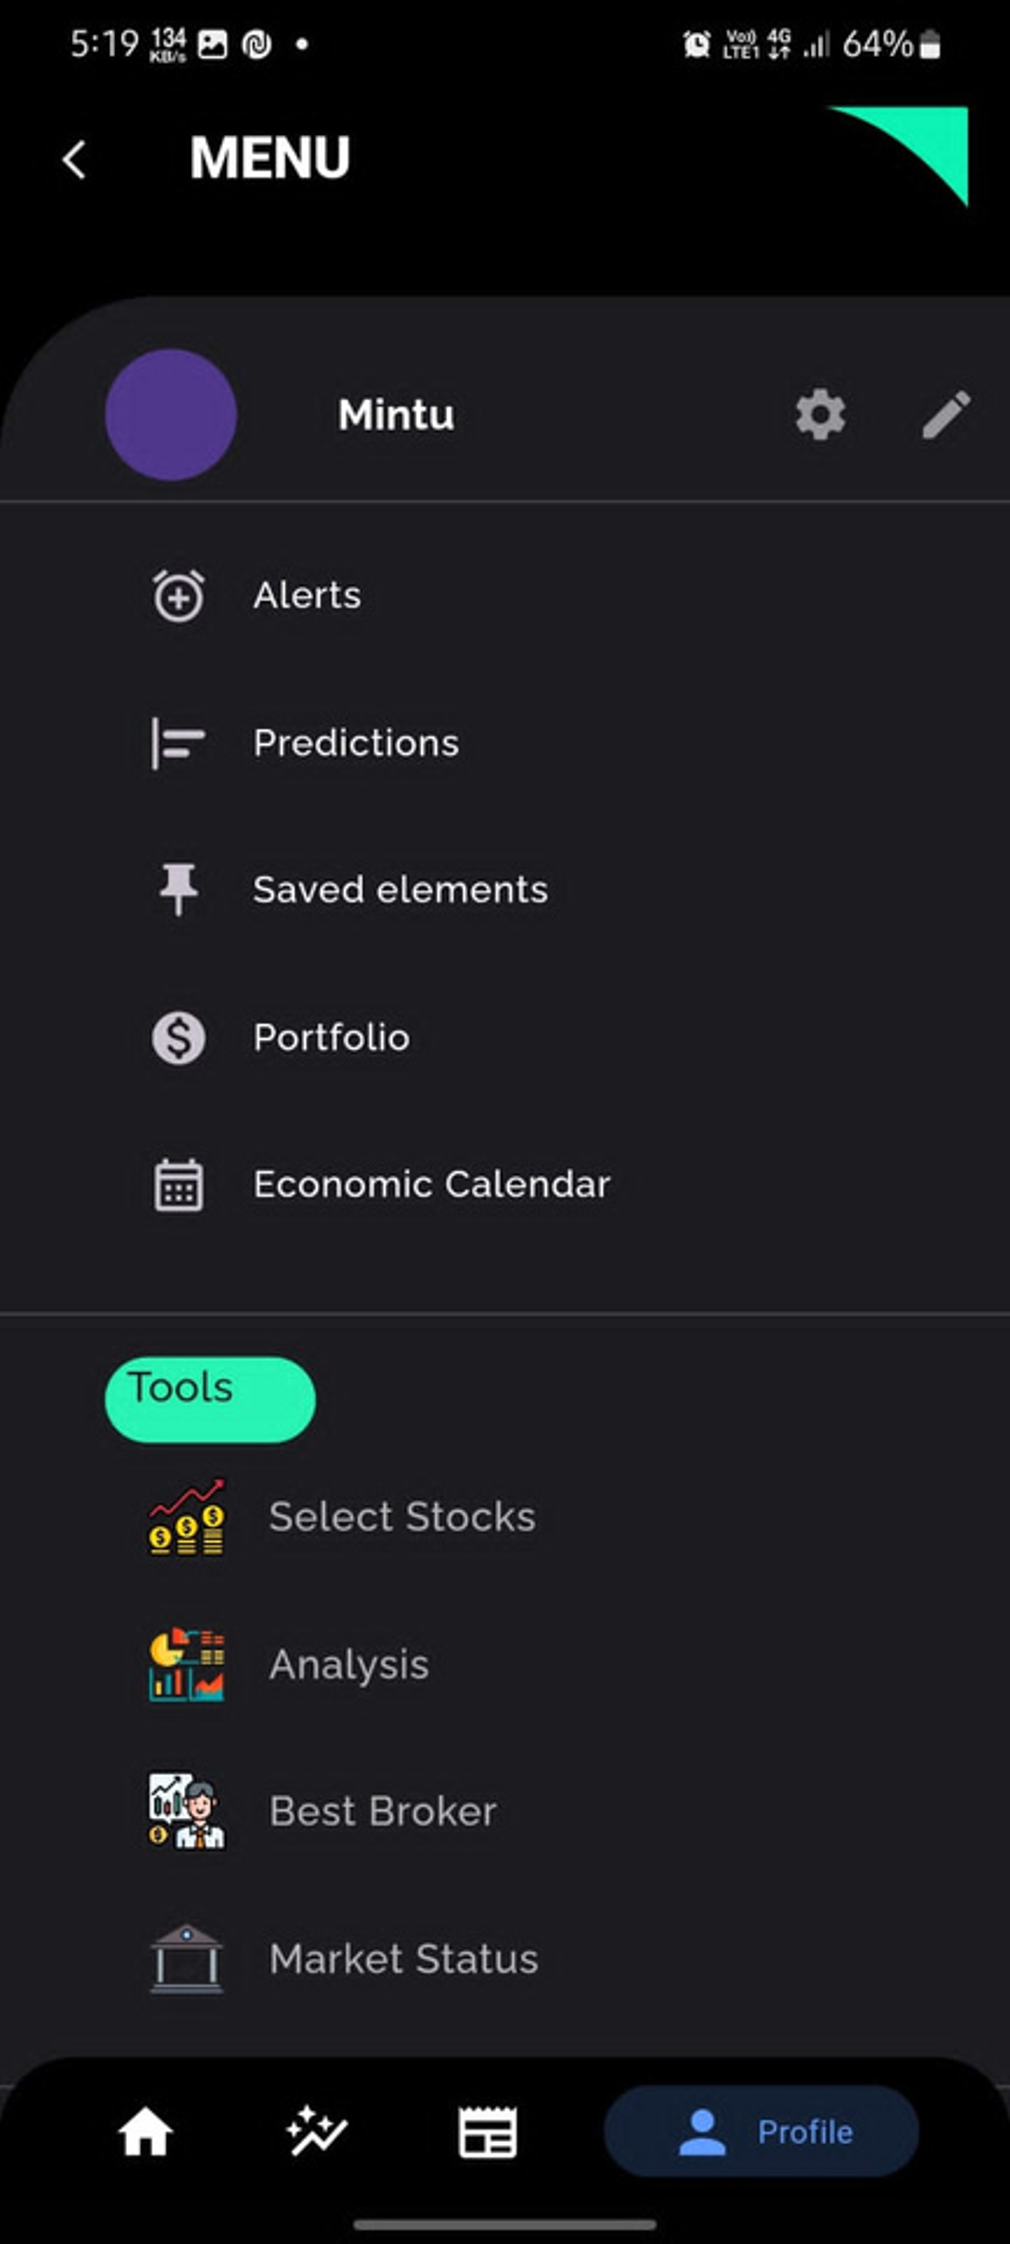 5:19 134 KB/s Vo) LTE1 4G 64%
MENU
Mintu
Alerts
Predictions
Saved elements
Portfolio
Economic Calendar
Tools
Select Stocks
Analysis
Best Broker
Market Status
Profile